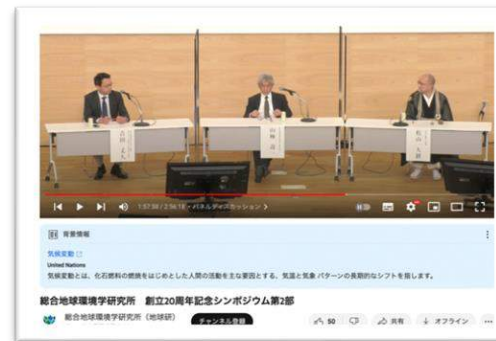 1:57:50 / 2:56:18・パネルディスカッション
背景情報
気候変動
United Nations
気候変動とは、化石燃料の燃焼をはじめとした人間の活動を主な要因とする、気温と気象 パターンの長期的なシフトを指します。
総合地球環境学研究所 創立20周年記念シンポジウム第2部
総合地球環境学研究所（地球研）
チャンネル登録
50
共有
オフライン